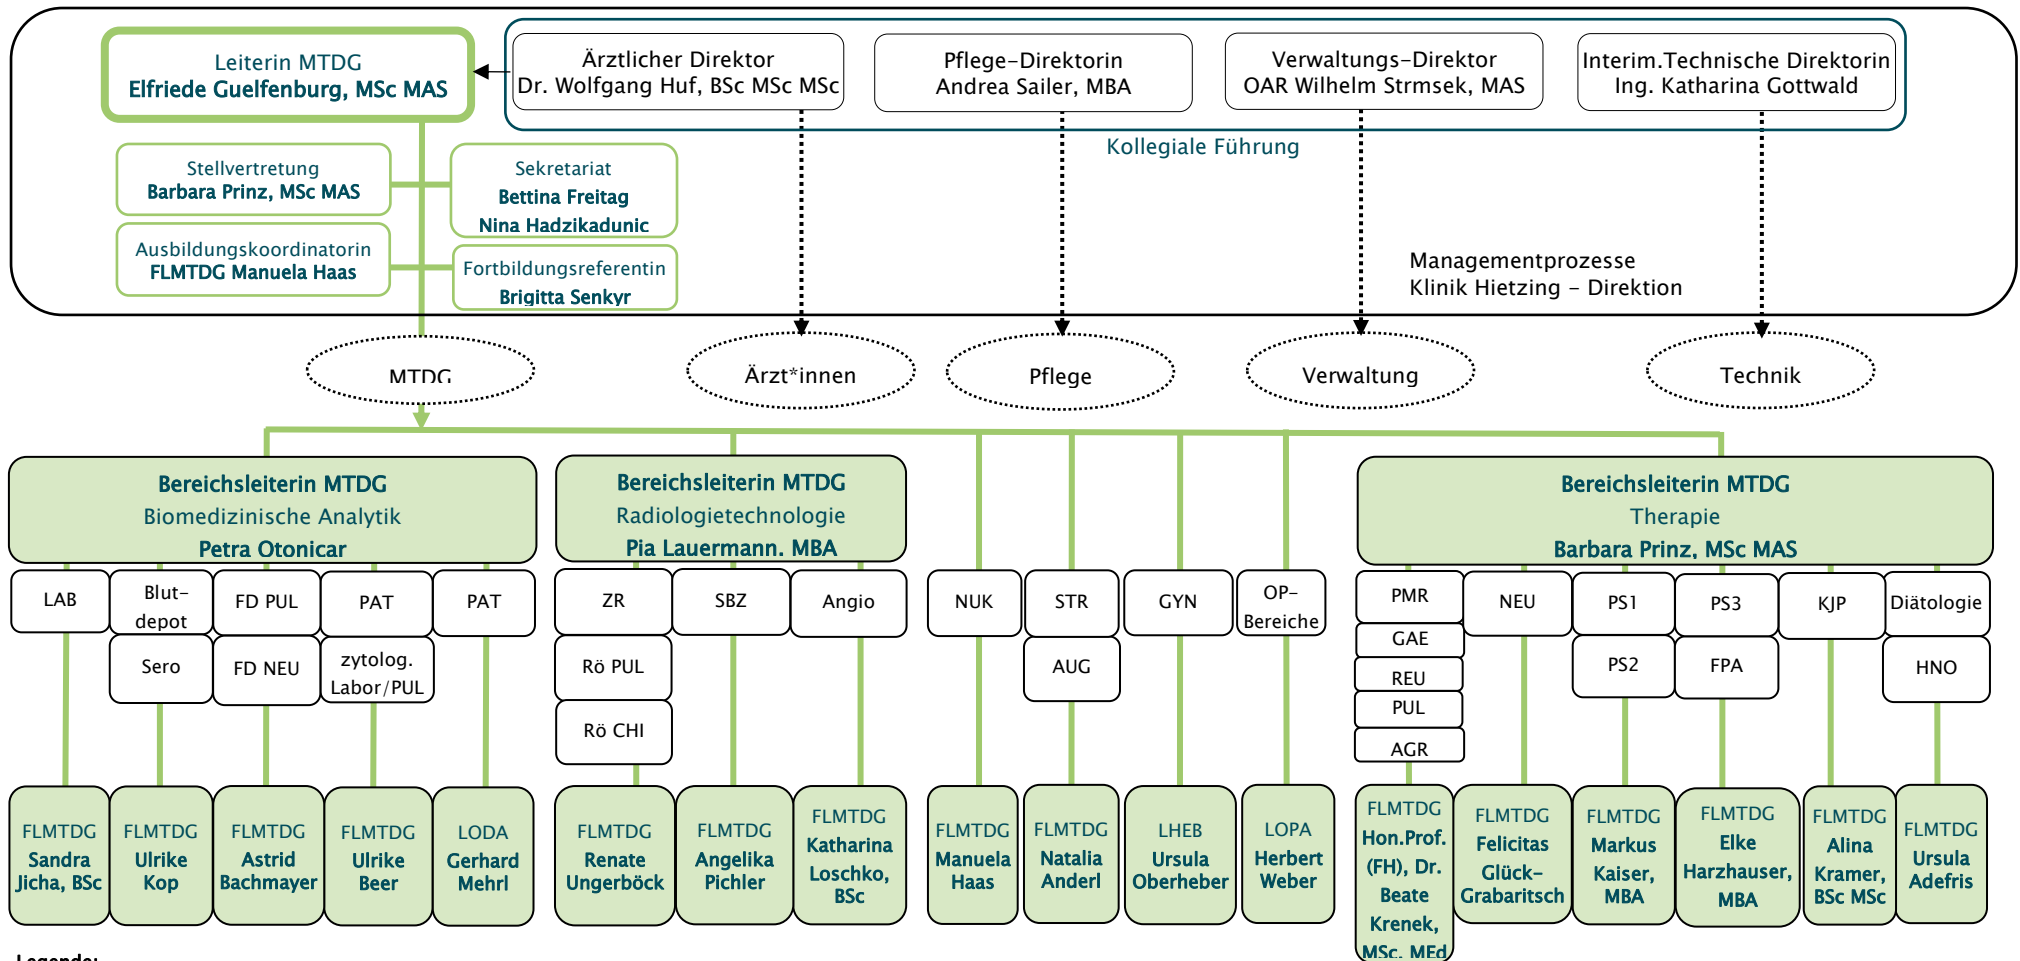 Leiterin MTDG
Elfriede Guelfenburg, MSc MAS
Ärztlicher Direktor
Dr. Wolfgang Huf, BSc MSc MSc
Pflege-Direktorin
Andrea Sailer, MBA
Verwaltungs-Direktor
OAR Wilhelm Strmsek, MAS
Interim.Technische Direktorin
Ing. Katharina Gottwald
Kollegiale Führung
Stellvertretung
Barbara Prinz, MSc MAS
Sekretariat
Bettina Freitag
Nina Hadzikadunic
Ausbildungskoordinatorin
FLMTDG Manuela Haas
Fortbildungsreferentin
Brigitta Senkyr
Managementprozesse
Klinik Hietzing - Direktion
MTDG
Ärzt*innen
Pflege
Verwaltung
Technik
Bereichsleiterin MTDG
Biomedizinische Analytik
Petra Otonicar
Bereichsleiterin MTDG
Radiologietechnologie
Pia Lauermann. MBA
Bereichsleiterin MTDG
Therapie
Barbara Prinz, MSc MAS
LAB
Blut-
depot
Sero
FD PUL
FD NEU
PAT
zytolog.
Labor/PUL
PAT
ZR
Rö PUL
Rö CHI
SBZ
Angio
NUK
STR
AUG
GYN
OP-
Bereiche
PMR
GAE
REU
PUL
AGR
NEU
PS1
PS2
PS3
FPA
KJP
Diätologie
HNO
FLMTDG
Sandra
Jicha, BSc
FLMTDG
Ulrike
Kop
FLMTDG
Astrid
Bachmayer
FLMTDG
Ulrike
Beer
LODA
Gerhard
Mehrl
FLMTDG
Renate
Ungerböck
FLMTDG
Angelika
Pichler
FLMTDG
Katharina
Loschko,
BSc
FLMTDG
Manuela
Haas
FLMTDG
Natalia
Anderl
LHEB
Ursula
Oberheber
LOPA
Herbert
Weber
FLMTDG
Hon.Prof.
(FH), Dr.
Beate
Krenek,
MSc, MEd
FLMTDG
Felicitas
Glück-
Grabaritsch
FLMTDG
Markus
Kaiser,
MBA
FLMTDG
Elke
Harzhauser,
MBA
FLMTDG
Alina
Kramer,
BSc MSc
FLMTDG
Ursula
Adefris
Legende: